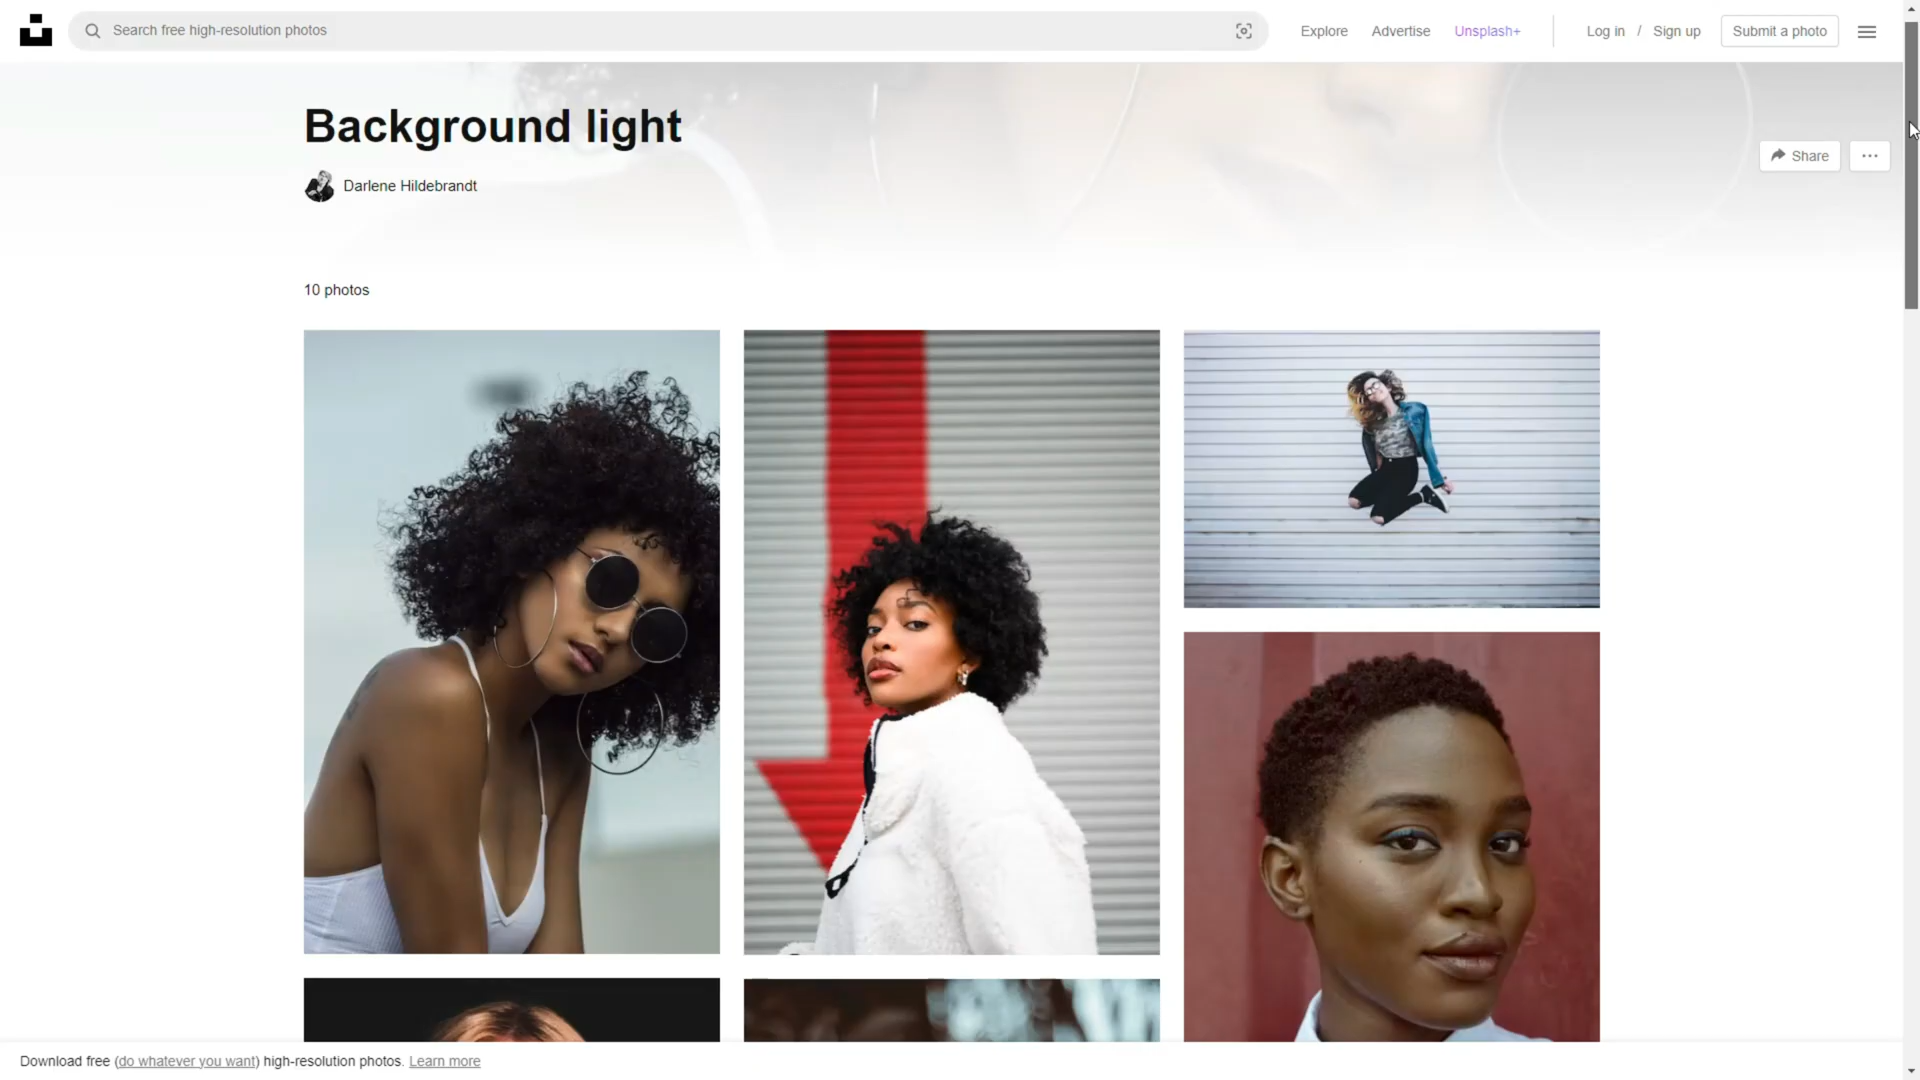 Search free high-resolution photos
Explore
Advertise
Unsplash+
Log in / Sign up
Submit a photo
Background light
Share
Darlene Hildebrandt
10 photos
Download free (do whatever you want) high-resolution photos. Learn more